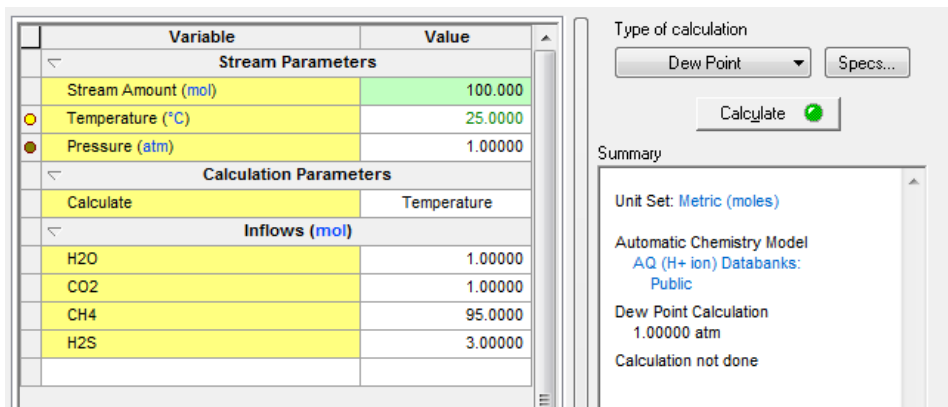 Variable Value
Stream Parameters
Stream Amount (mol) 100.000
Temperature (°C) 25.0000
Pressure (atm) 1.00000
Calculation Parameters
Calculate Temperature
Inflows (mol)
H2O 1.00000
CO2 1.00000
CH4 95.0000
H2S 3.00000
Type of calculation
Dew Point Specs...
Calculate
Summary
Unit Set: Metric (moles)
Automatic Chemistry Model
AQ (H+ ion) Databanks:
Public
Dew Point Calculation
1.00000 atm
Calculation not done